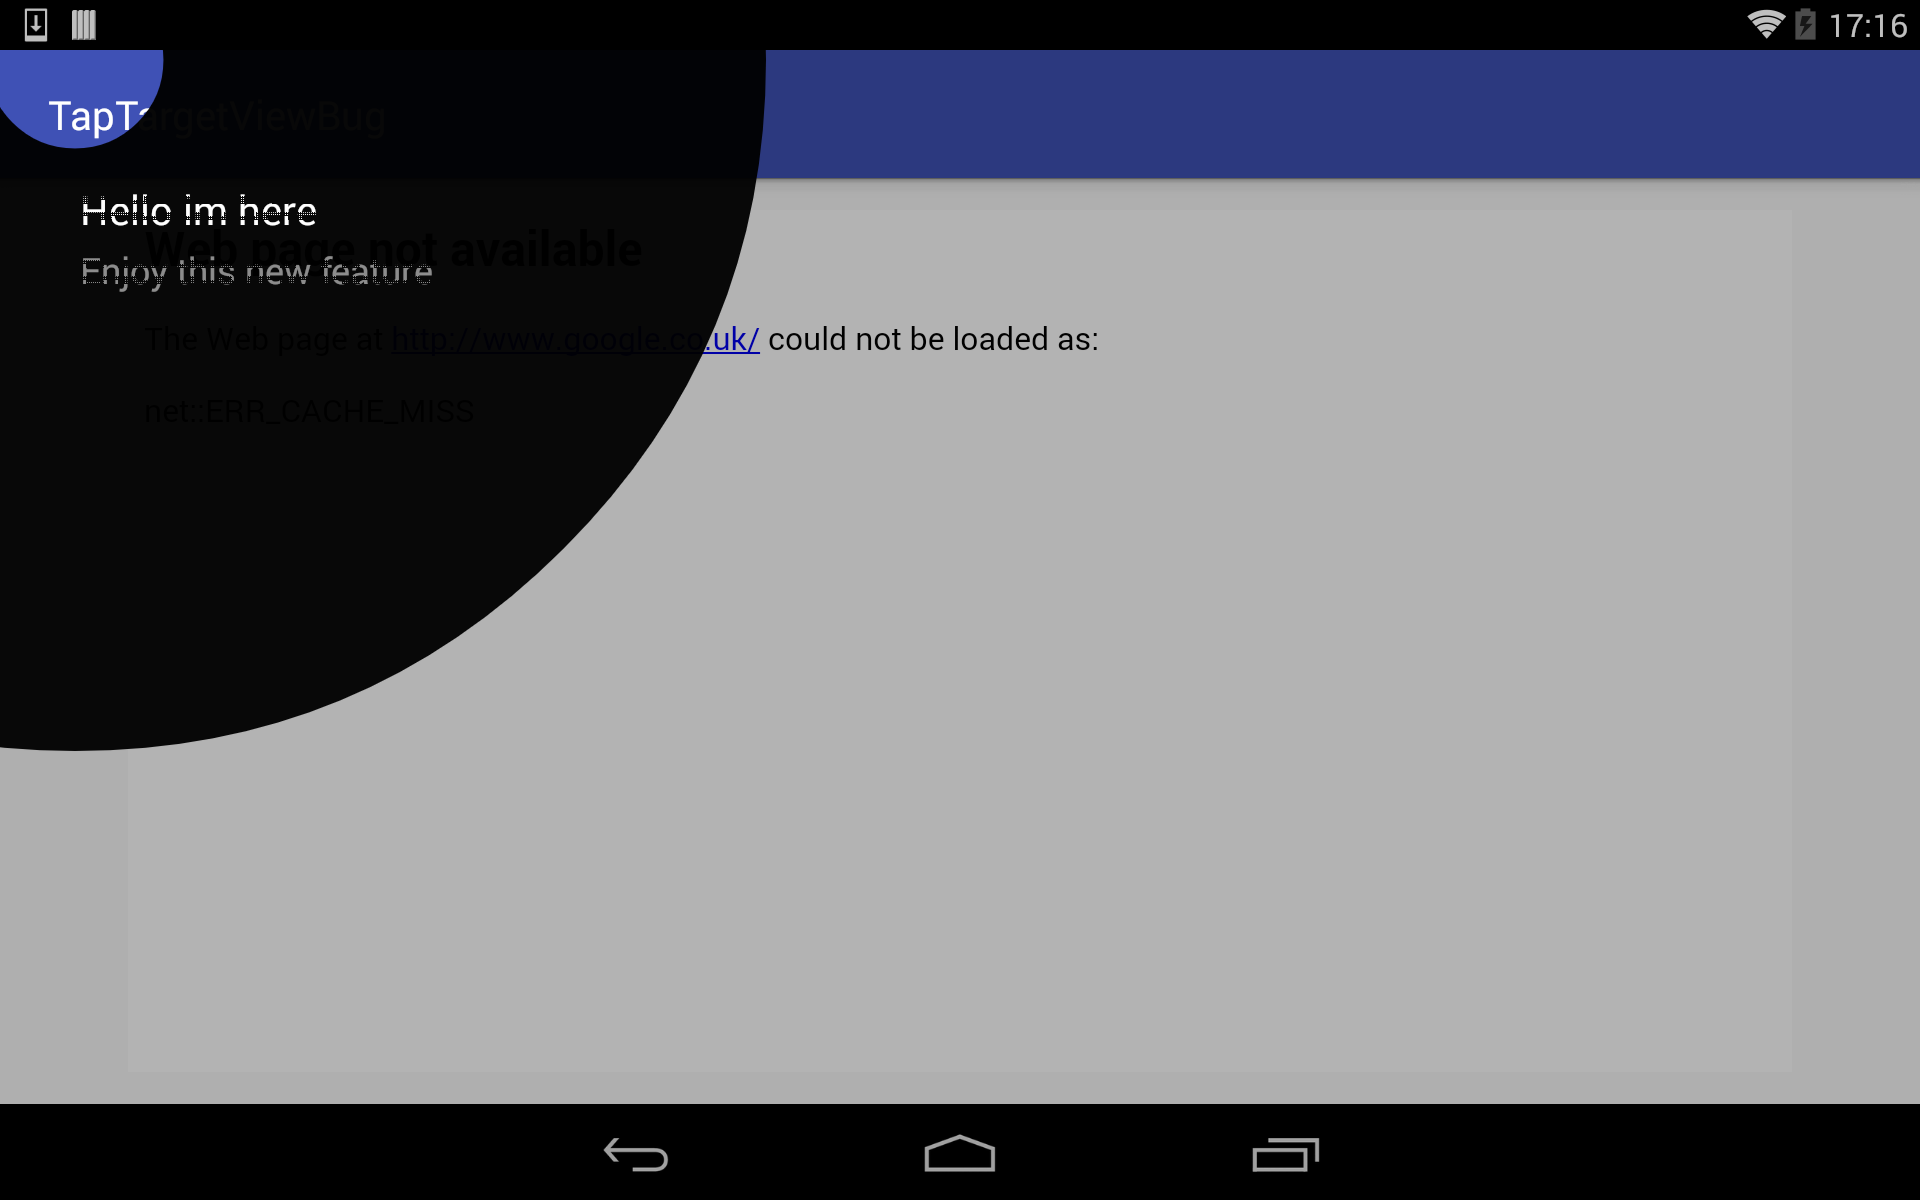 17:16
TapTargetViewBug
Hello im here
Web page not available
Enjoy this new feature
The Web page at http://www.google.co.uk/ could not be loaded as:
net::ERR_CACHE_MISS